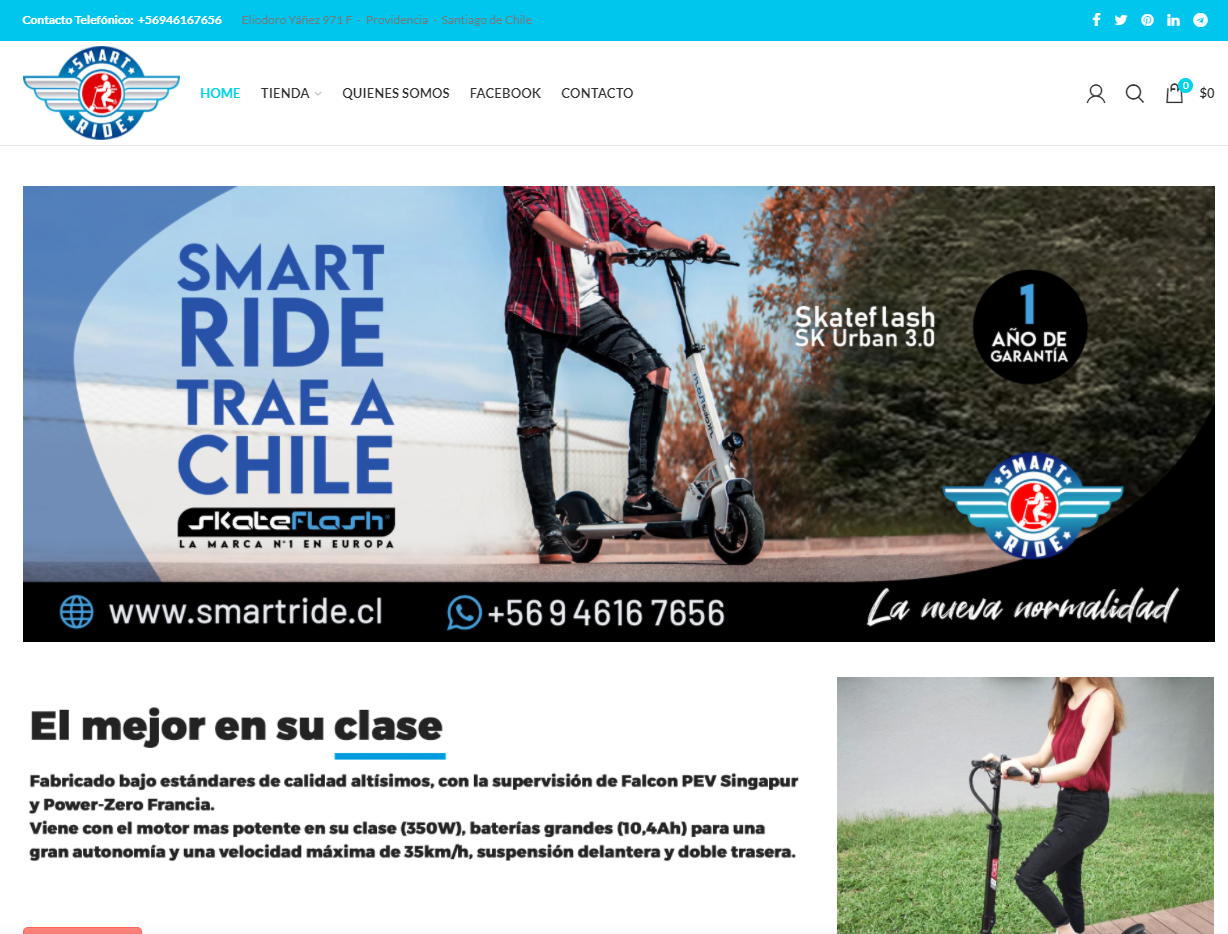 Contacto Telefónico: +56946167656 Eliodoro Yáñez 971 F - Providencia - Santiago de Chile
SMART
RIDE
HOME TIENDA QUIENES SOMOS FACEBOOK CONTACTO 0 $0
SMART
RIDE
TRAE A
CHILE
skateflash
LA MARCA Nº1 EN EUROPA
Skateflash
SK Urban 3.0
1
AÑO DE
GARANTÍA
SMART
RIDE
www.smartride.cl +56 9 4616 7656 La nueva normalidad
El mejor en su clase
Fabricado bajo estándares de calidad altísimos, con la supervisión de Falcon PEV Singapur
y Power-Zero Francia.
Viene con el motor mas potente en su clase (350W), baterías grandes (10,4Ah) para una
gran autonomía y una velocidad máxima de 35km/h, suspensión delantera y doble trasera.